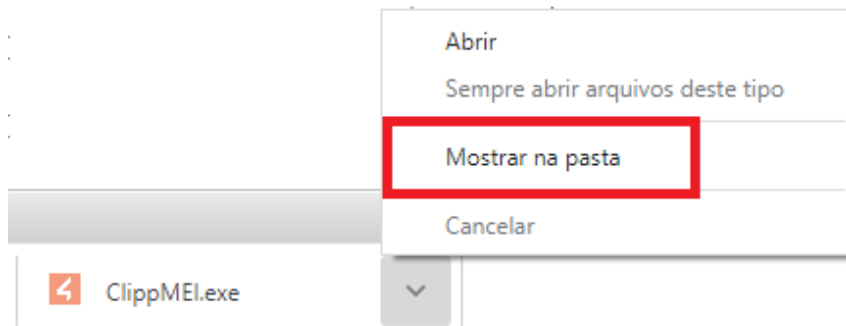 Abrir
Sempre abrir arquivos deste tipo
Mostrar na pasta
Cancelar
ClippMEI.exe